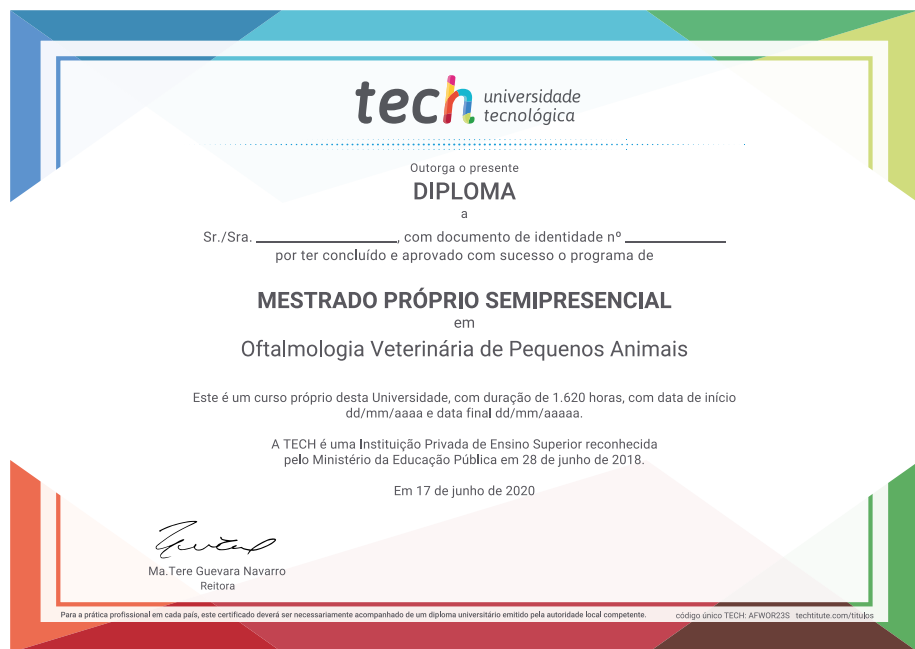 tech universidade
tecnológica
Outorga o presente
DIPLOMA
a
Sr./Sra. ____________________, com documento de identidade nº ______________
por ter concluído e aprovado com sucesso o programa de
MESTRADO PRÓPRIO SEMIPRESENCIAL
em
Oftalmologia Veterinária de Pequenos Animais
Este é um curso próprio desta Universidade, com duração de 1.620 horas, com data de início
dd/mm/aaaa e data final dd/mm/aaaaa.
A TECH é uma Instituição Privada de Ensino Superior reconhecida
pelo Ministério da Educação Pública em 28 de junho de 2018.
Em 17 de junho de 2020
Ma.Tere Guevara Navarro
Reitora
Para a prática profissional em cada país, este certificado deverá ser necessariamente acompanhado de um diploma universitário emitido pela autoridade local competente. código único TECH: AFWOR23S techtitute.com/titulos